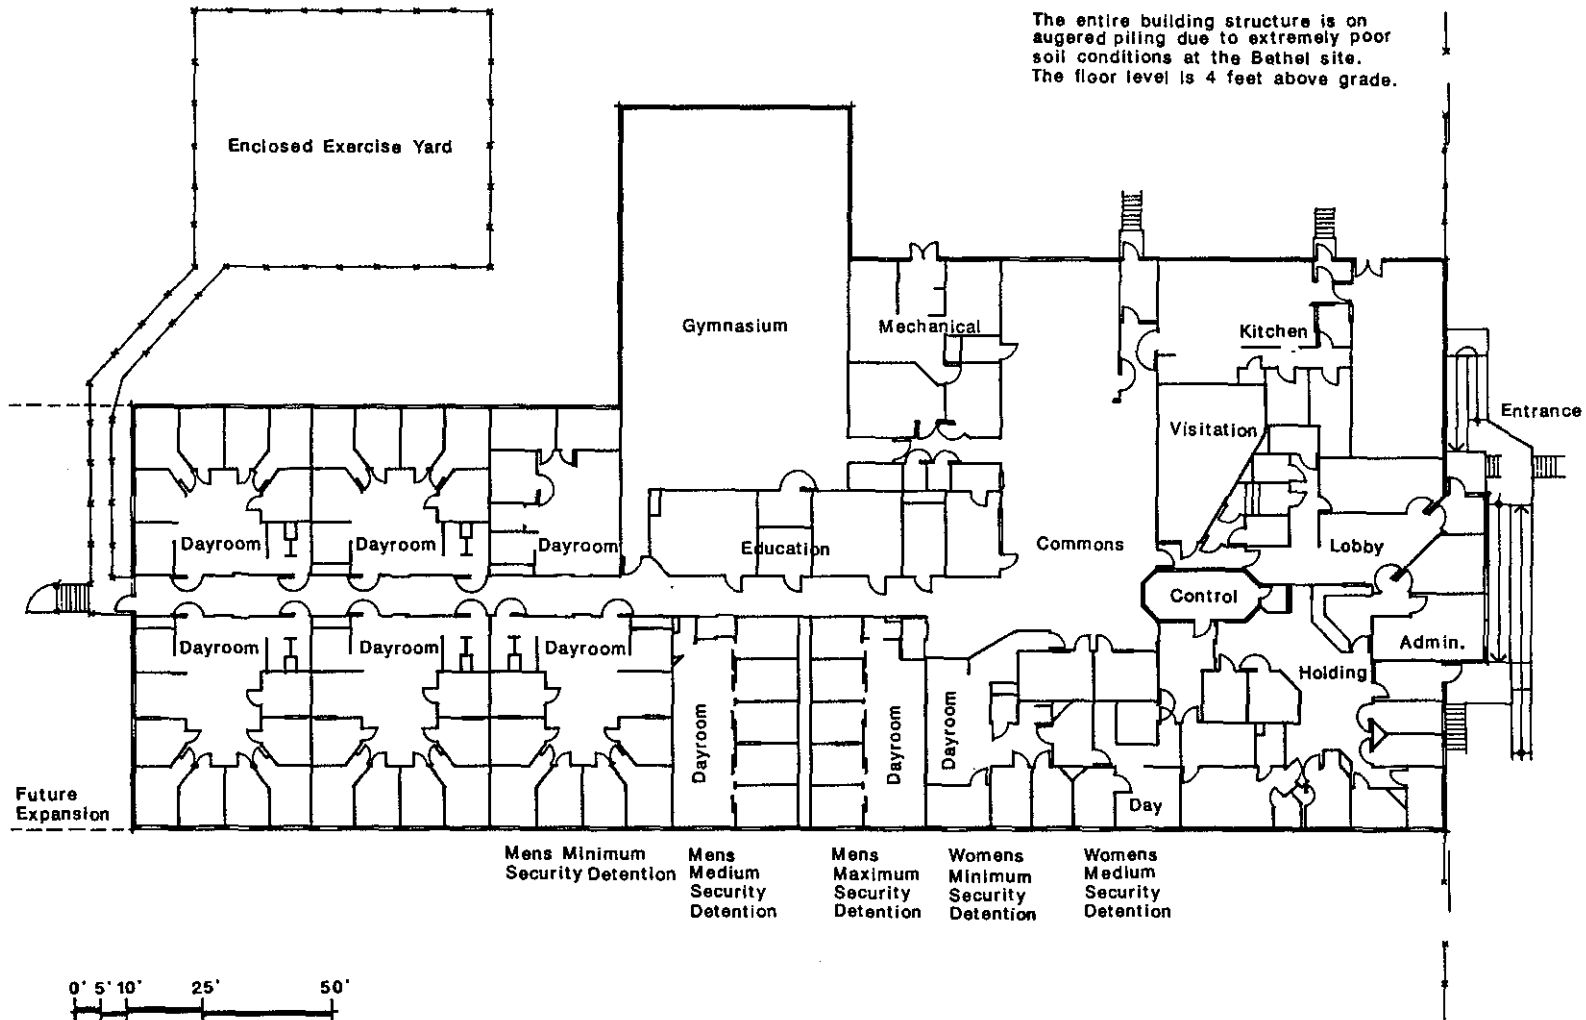 The entire building structure is on
augered piling due to extremely poor
soil conditions at the Bethel site.
The floor level is 4 feet above grade.
Enclosed Exercise Yard
Gymnasium
Mechanical
Kitchen
Entrance
Visitation
Dayroom
Dayroom
Dayroom
Education
Commons
Lobby
Control
Dayroom
Dayroom
Dayroom
Admin.
Holding
Dayroom
Dayroom
Dayroom
Day
Future
Expansion
Mens Minimum
Security Detention
Mens
Medium
Security
Detention
Mens
Maximum
Security
Detention
Womens
Minimum
Security
Detention
Womens
Medium
Security
Detention
0' 5' 10' 25' 50'